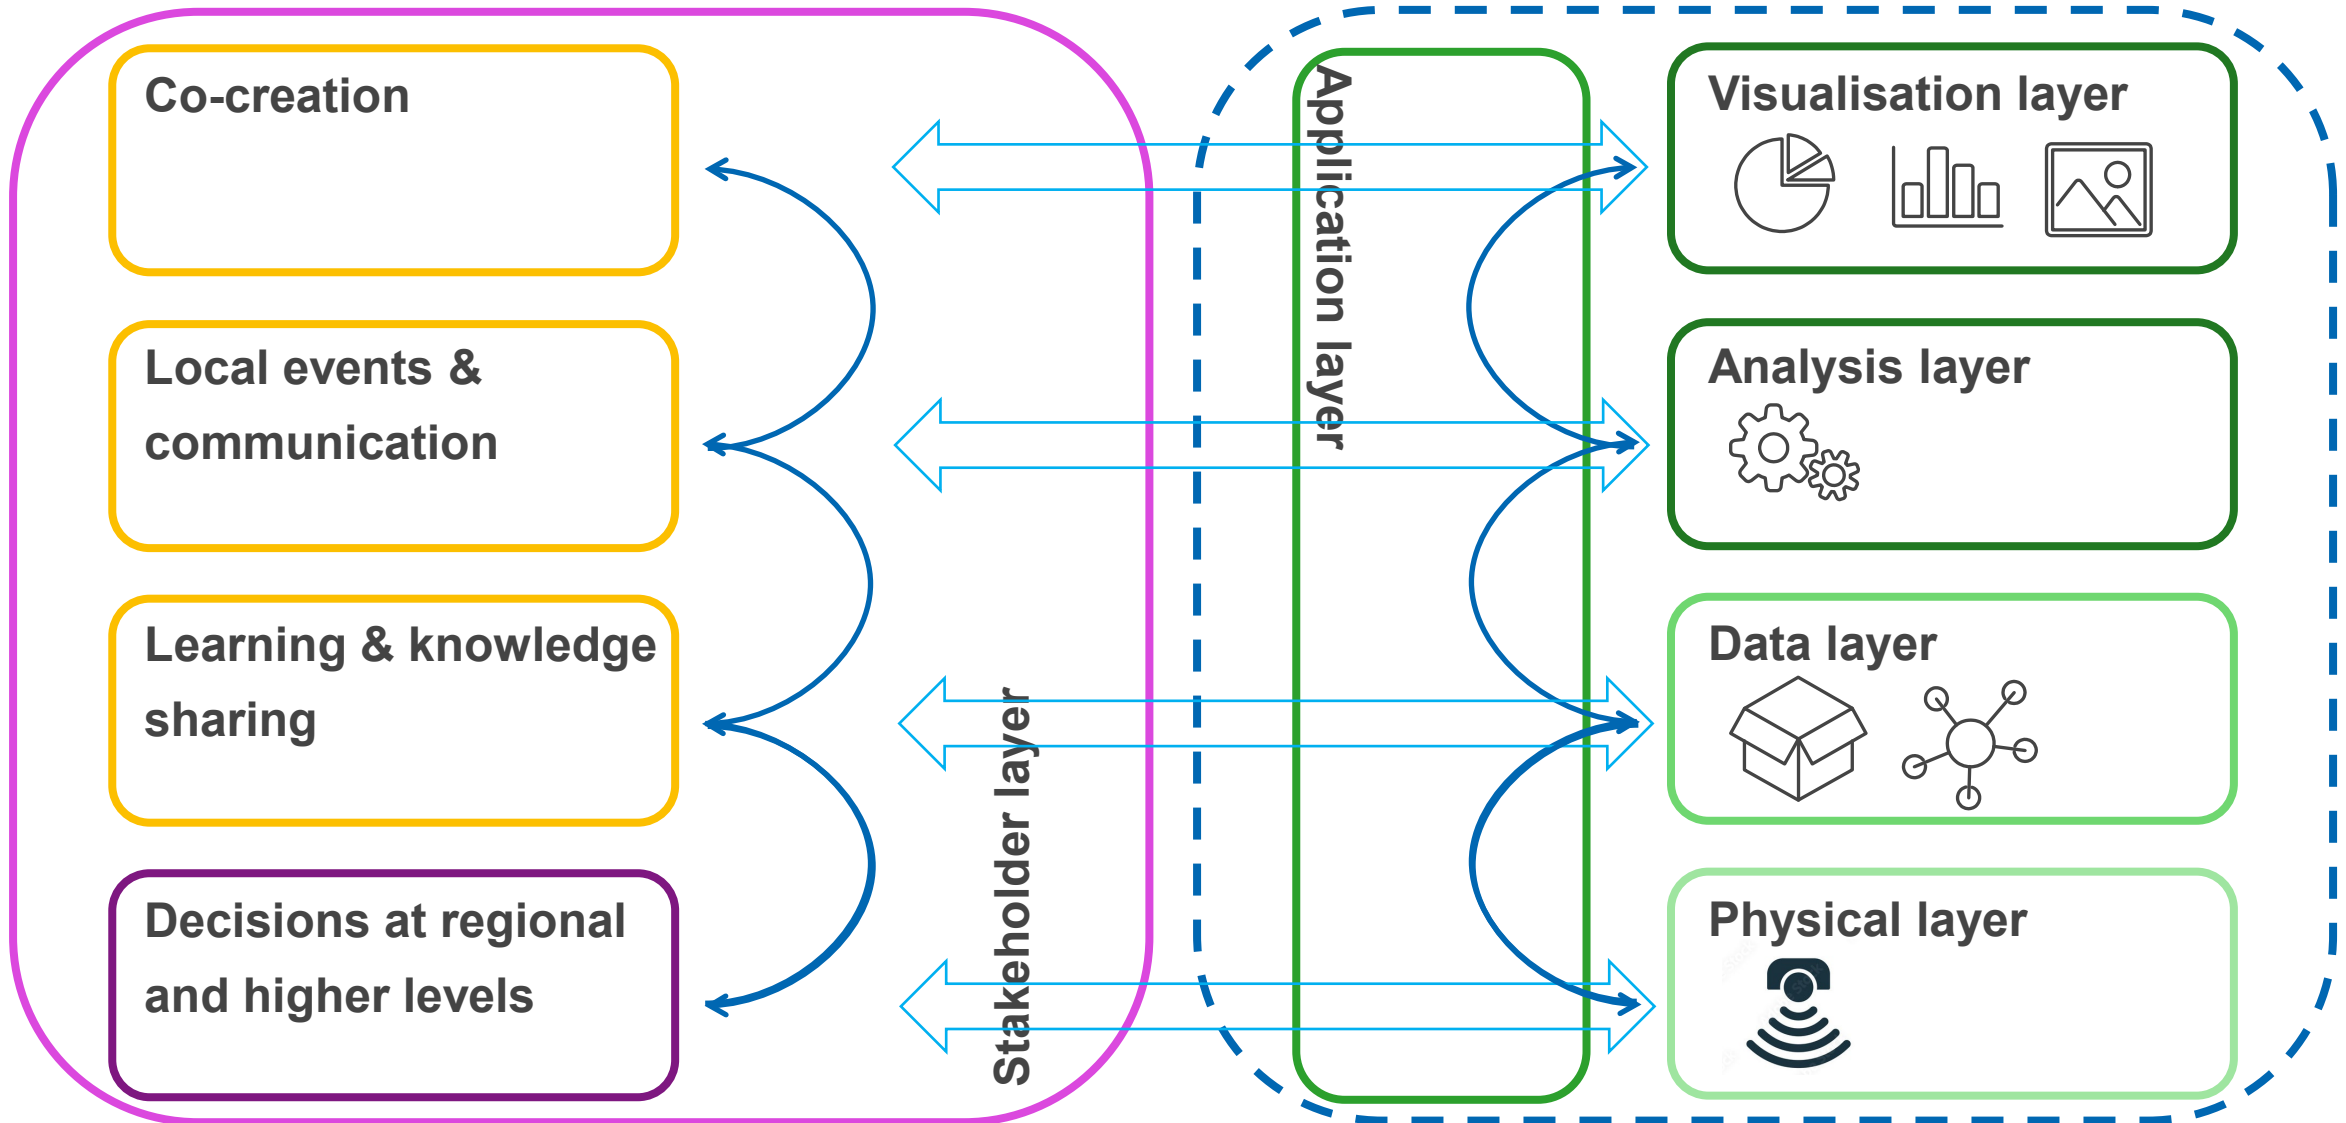 Co-creation
Local events &
communication
Learning & knowledge
sharing
Decisions at regional
and higher levels
Stakeholder layer
Application layer
Visualisation layer
Analysis layer
Data layer
Physical layer